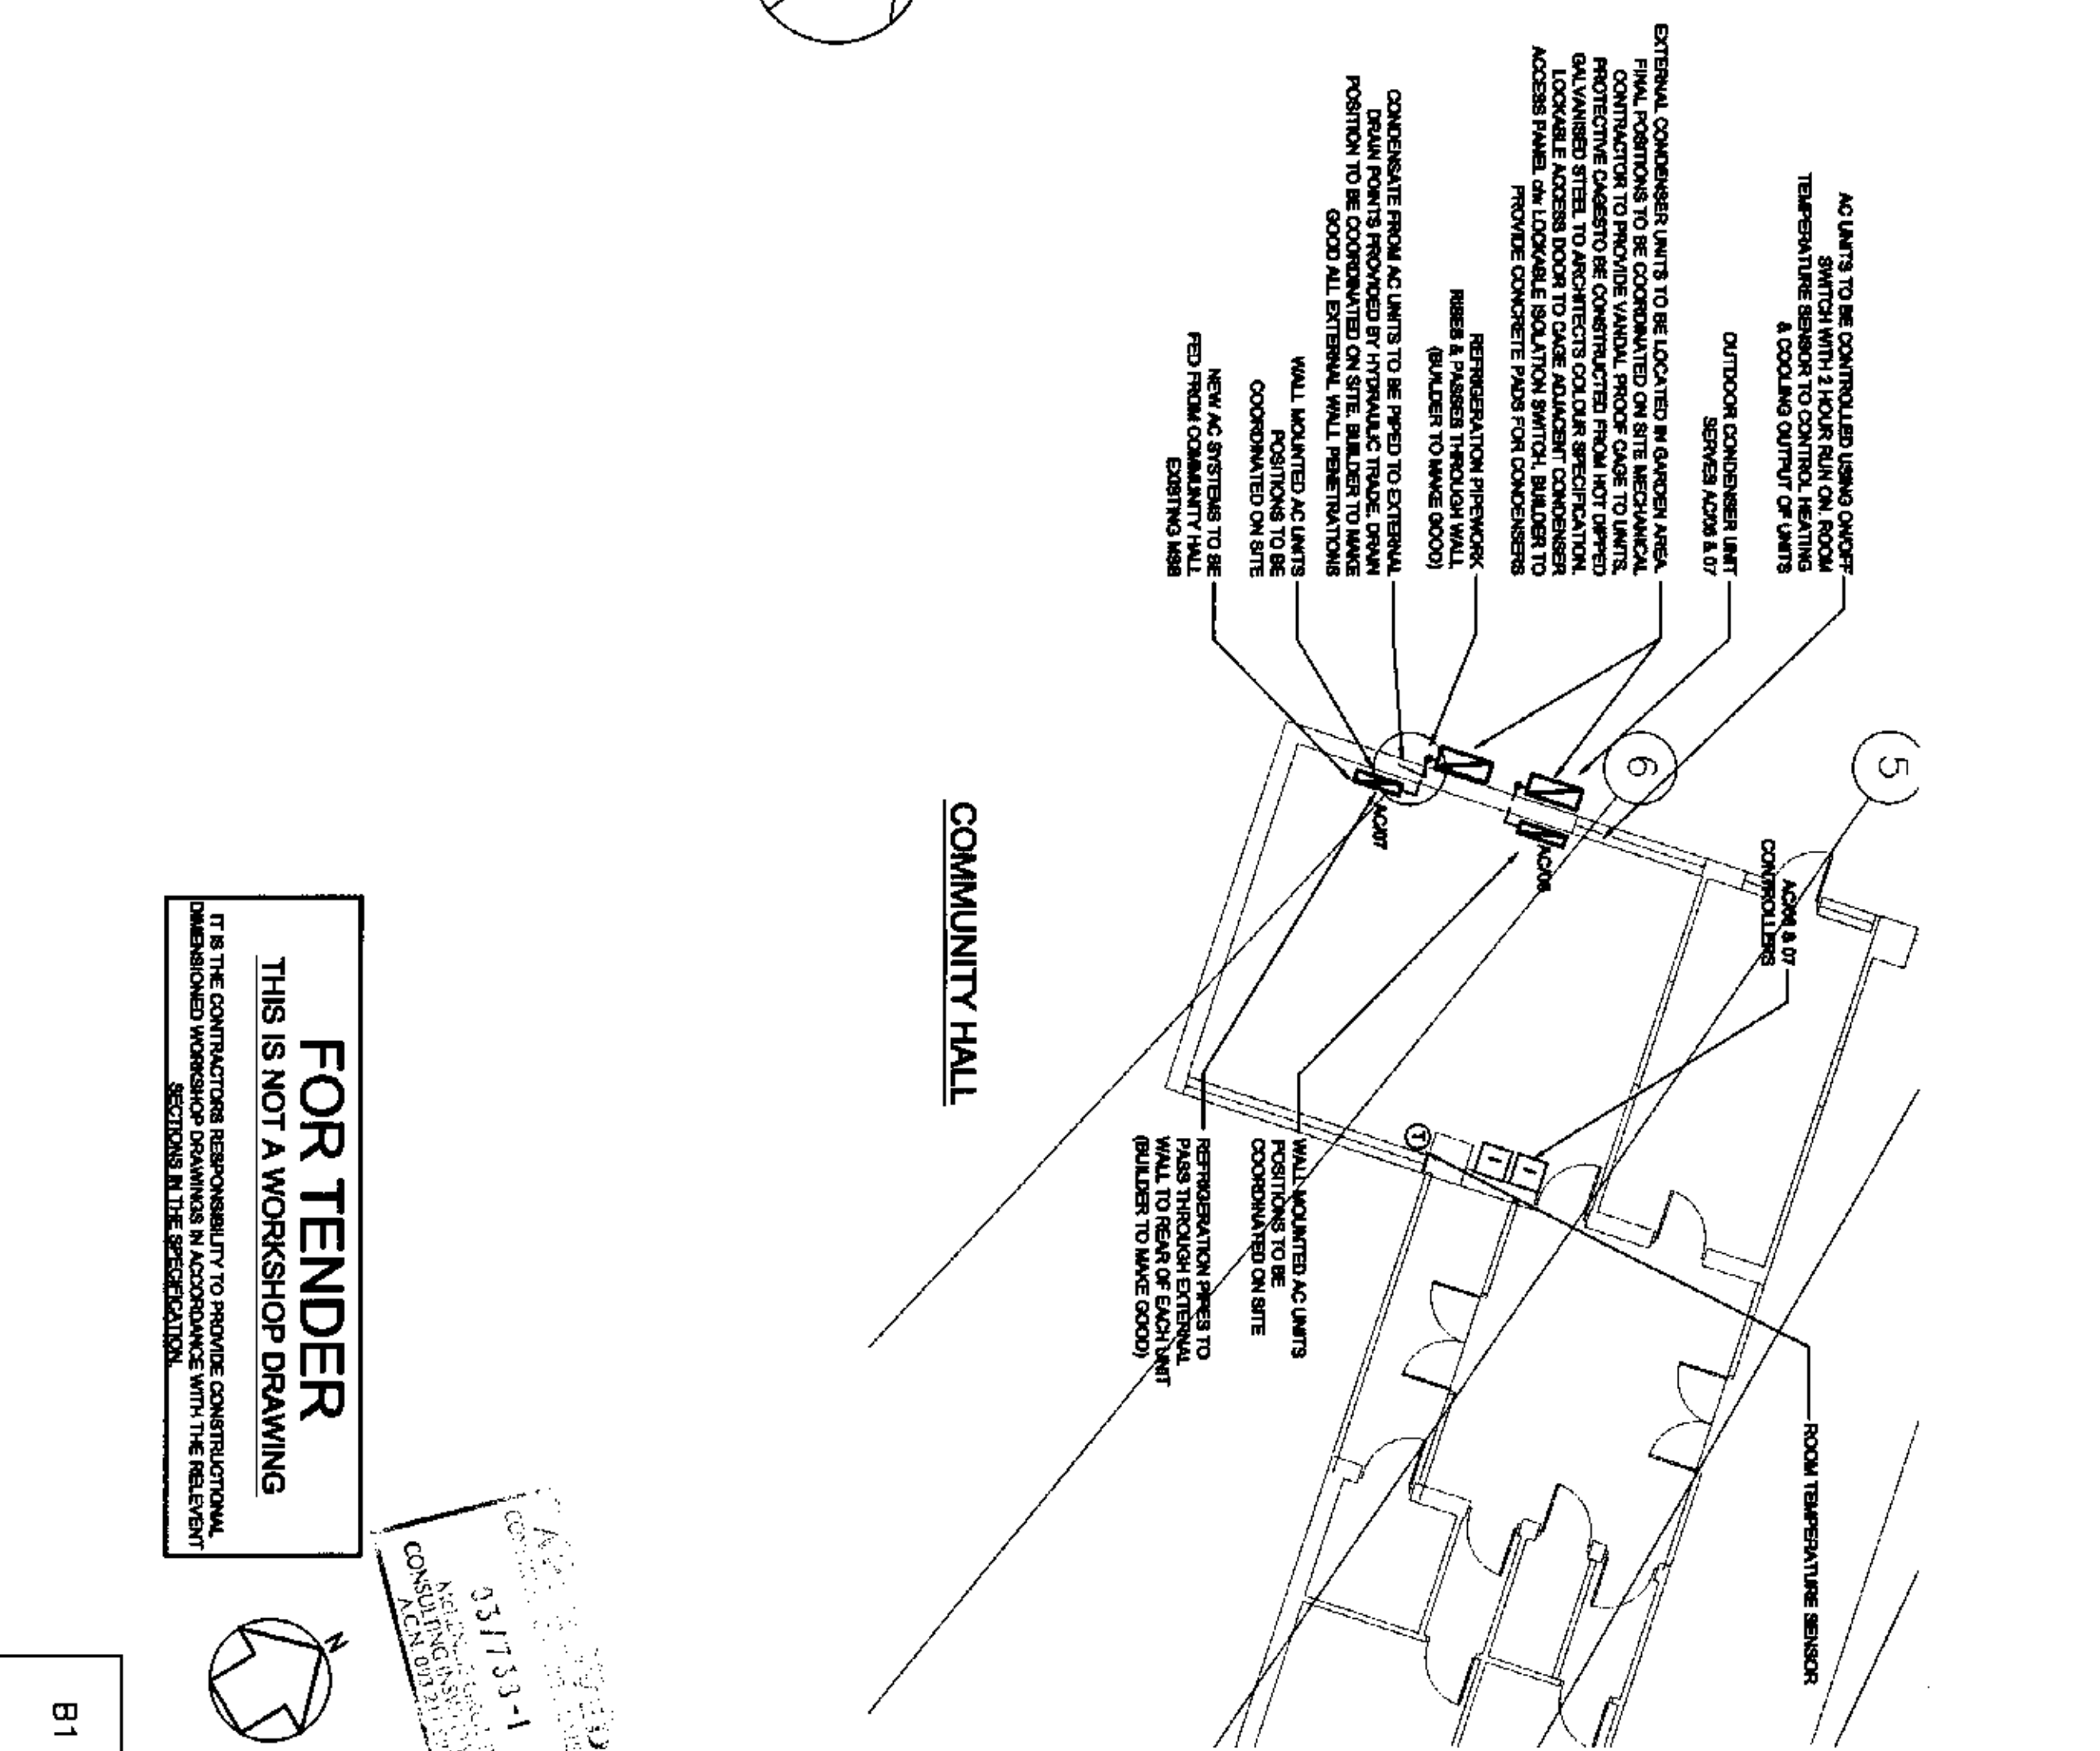 AC UNITS TO BE CONTROLLED USING ON/OFF
SWITCH WITH 2 HOUR RUN ON. ROOM
TEMPERATURE SENSOR TO CONTROL HEATING
& COOLING OUTPUT OF UNITS
OUTDOOR CONDENSER UNIT
SERVES AC/06 & 07
EXTERNAL CONDENSER UNITS TO BE LOCATED IN GARDEN AREA.
FINAL POSITIONS TO BE COORDINATED ON SITE MECHANICAL
CONTRACTOR TO PROVIDE VANDAL PROOF CAGE TO UNITS.
PROTECTIVE CAGESTO BE CONSTRUCTED FROM HOT DIPPED
GALVANISED STEEL TO ARCHITECTS COLOUR SPECIFICATION.
LOCKABLE ACCESS DOOR TO CAGE ADJACENT CONDENSER
ACCESS PANEL c/w LOCKABLE ISOLATION SWITCH. BUILDER TO
PROVIDE CONCRETE PADS FOR CONDENSERS
REFRIGERATION PIPEWORK
RISES & PASSES THROUGH WALL
(BUILDER TO MAKE GOOD)
CONDENSATE FROM AC UNITS TO BE PIPED TO EXTERNAL
DRAIN POINTS PROVIDED BY HYDRAULIC TRADE. DRAIN
POSITION TO BE COORDINATED ON SITE. BUILDER TO MAKE
GOOD ALL EXTERNAL WALL PENETRATIONS
WALL MOUNTED AC UNITS
POSITIONS TO BE
COORDINATED ON SITE
NEW AC SYSTEMS TO BE
FED FROM COMMUNITY HALL
EXISTING MSB
5
6
AC/06 & 07
CONTROLLERS
AC/06
AC/07
T
ROOM TEMPERATURE SENSOR
WALL MOUNTED AC UNITS
POSITIONS TO BE
COORDINATED ON SITE
REFRIGERATION PIPES TO
PASS THROUGH EXTERNAL
WALL TO REAR OF EACH UNIT
(BUILDER TO MAKE GOOD)
COMMUNITY HALL
FOR TENDER
THIS IS NOT A WORKSHOP DRAWING
IT IS THE CONTRACTORS RESPONSIBILITY TO PROVIDE CONSTRUCTIONAL
DIMENSIONED WORKSHOP DRAWINGS IN ACCORDANCE WITH THE RELEVENT
SECTIONS IN THE SPECIFICATION.
CONSULTING
A.C.N.
N
B1